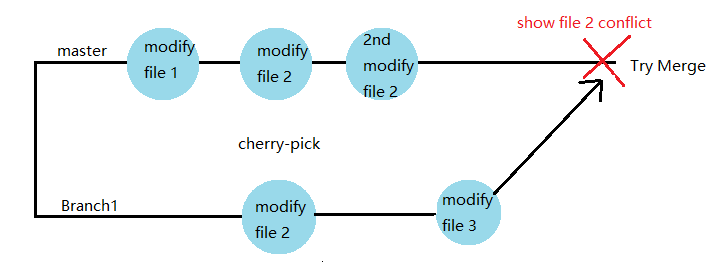 show file 2 conflict
master
modify
file 1
modify
file 2
2nd
modify
file 2
Try Merge
cherry-pick
Branch1
modify
file 2
modify
file 3